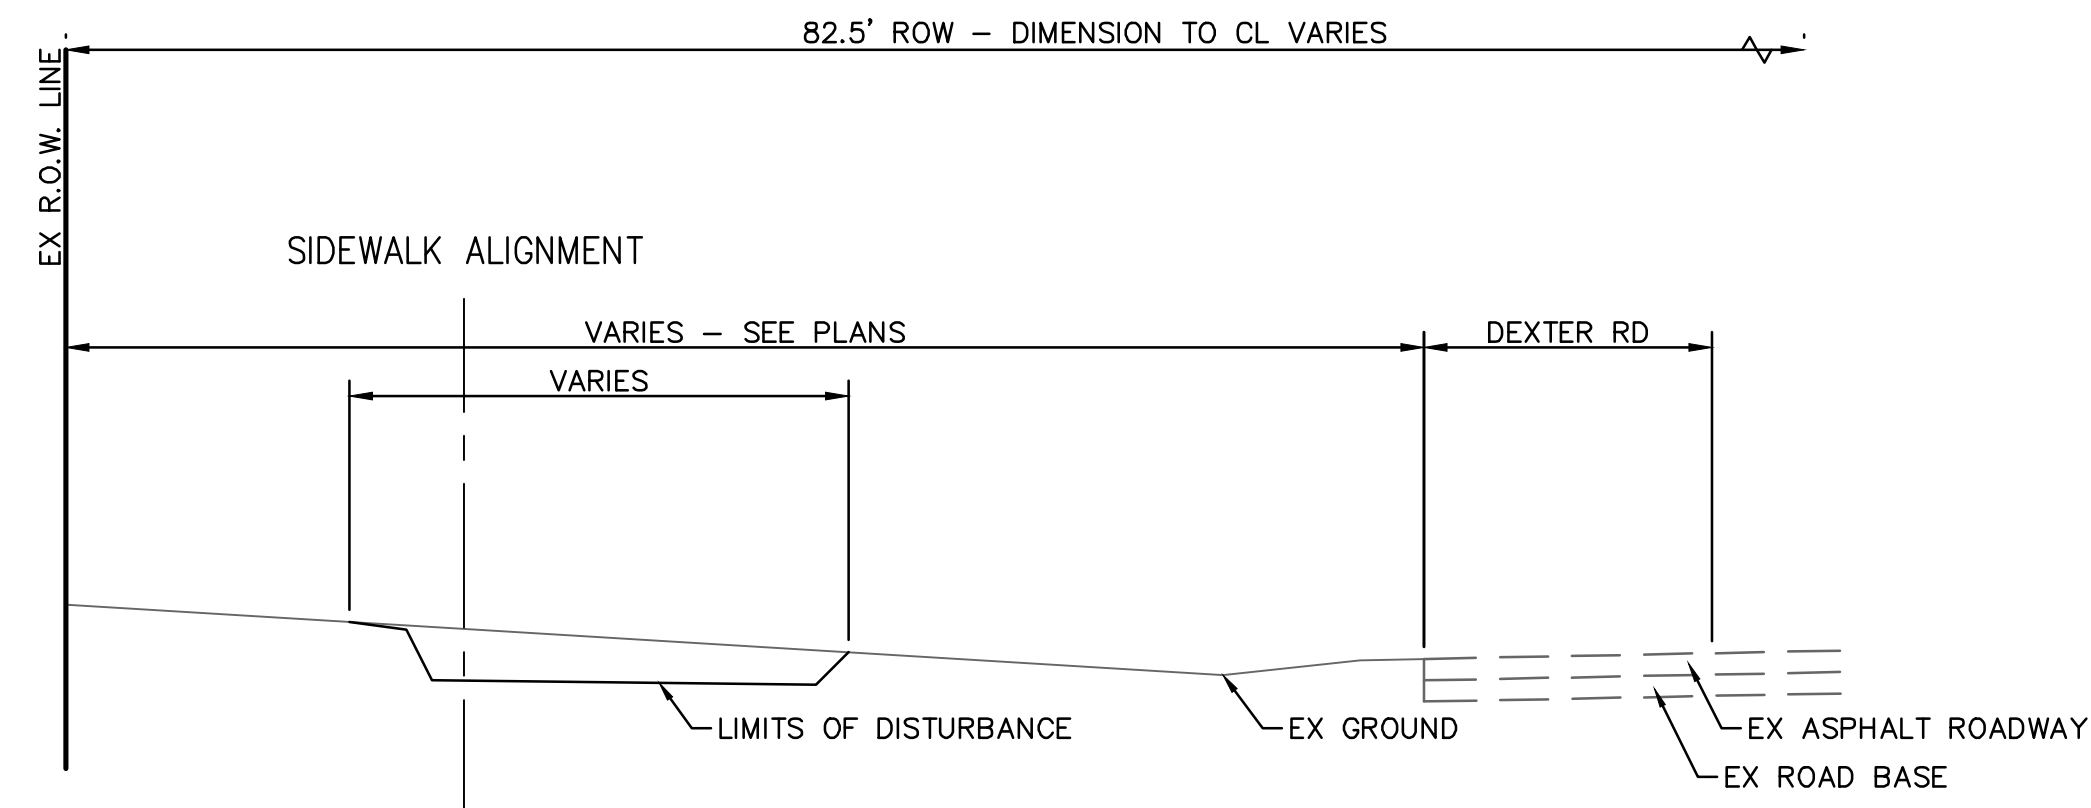 82.5' ROW - DIMENSION TO CL VARIES
EX R.O.W. LINE
SIDEWALK ALIGNMENT
VARIES - SEE PLANS
DEXTER RD
VARIES
LIMITS OF DISTURBANCE
EX GROUND
EX ASPHALT ROADWAY
EX ROAD BASE